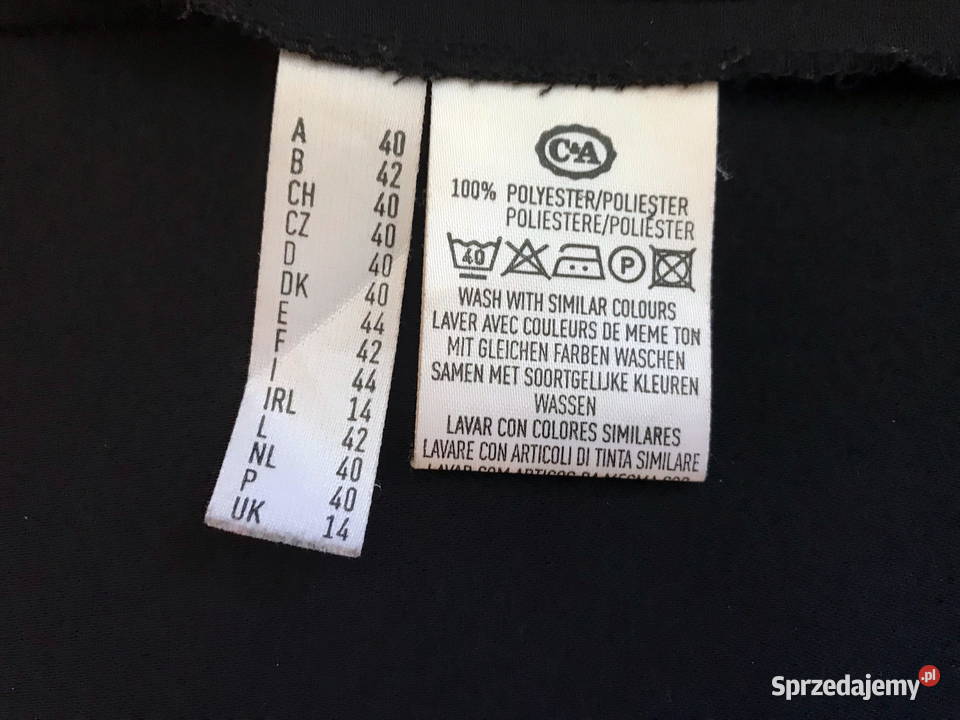 A 40
B 42
CH 40
CZ 40
D 40
DK 40
E 44
F 42
I 44
IRL 14
L 42
NL 40
P 40
UK 14
C&A
100% POLYESTER/POLIESTER
POLIESTERE/POLIÉSTER
40 P
WASH WITH SIMILAR COLOURS
LAVER AVEC COULEURS DE MEME TON
MIT GLEICHEN FARBEN WASCHEN
SAMEN MET SOORTGELIJKE KLEUREN
WASSEN
LAVAR CON COLORES SIMILARES
LAVARE CON ARTICOLI DI TINTA SIMILARE
Sprzedajemy.pl